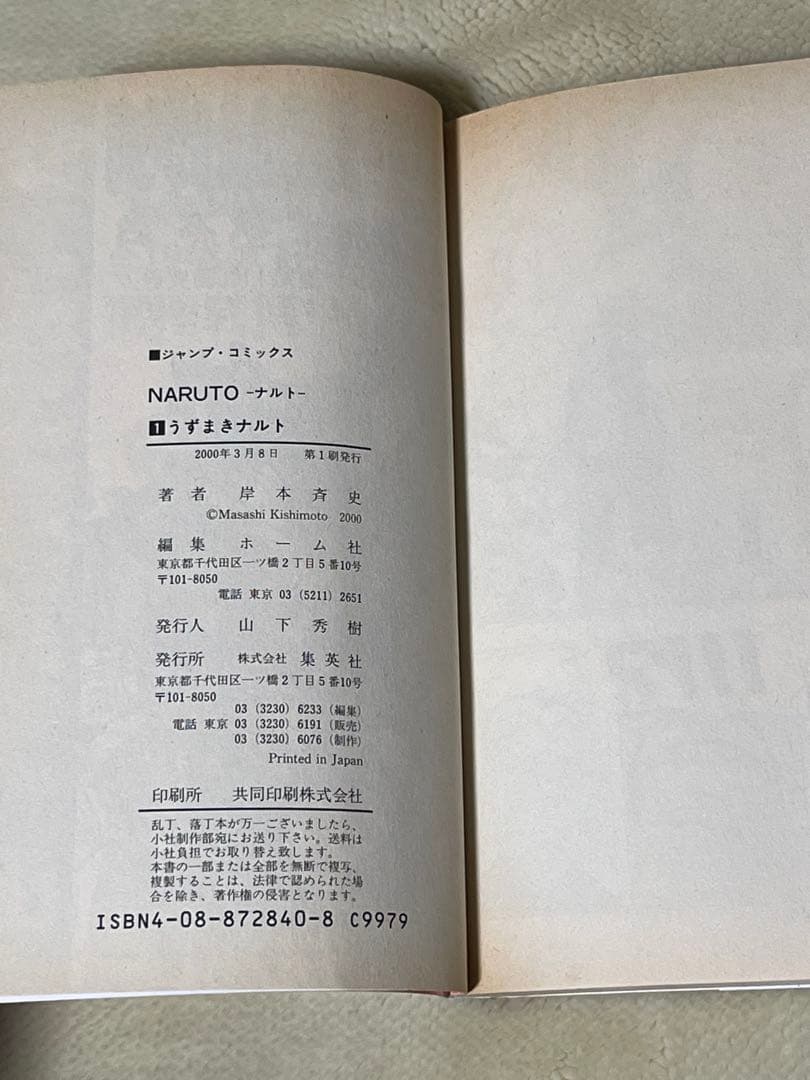 ■ジャンプ・コミックス
NARUTO -ナルト-
1 うずまきナルト
2000年3月8日 第1刷発行
著者 岸本斉史
©Masashi Kishimoto 2000
編集 ホーム社
東京都千代田区一ツ橋2丁目5番10号
〒101-8050
電話 東京 03 (5211) 2651
発行人 山下秀樹
発行所 株式会社 集英社
東京都千代田区一ツ橋2丁目5番10号
〒101-8050
03 (3230) 6233 (編集)
電話 東京 03 (3230) 6191 (販売)
03 (3230) 6076 (制作)
Printed in Japan
印刷所 共同印刷株式会社
乱丁、落丁本が万一ございましたら、
小社制作部宛にお送り下さい。送料は
小社負担でお取り替え致します。
本書の一部または全部を無断で複写、
複製することは、法律で認められた場
合を除き、著作権の侵害となります。
ISBN4-08-872840-8 C9979